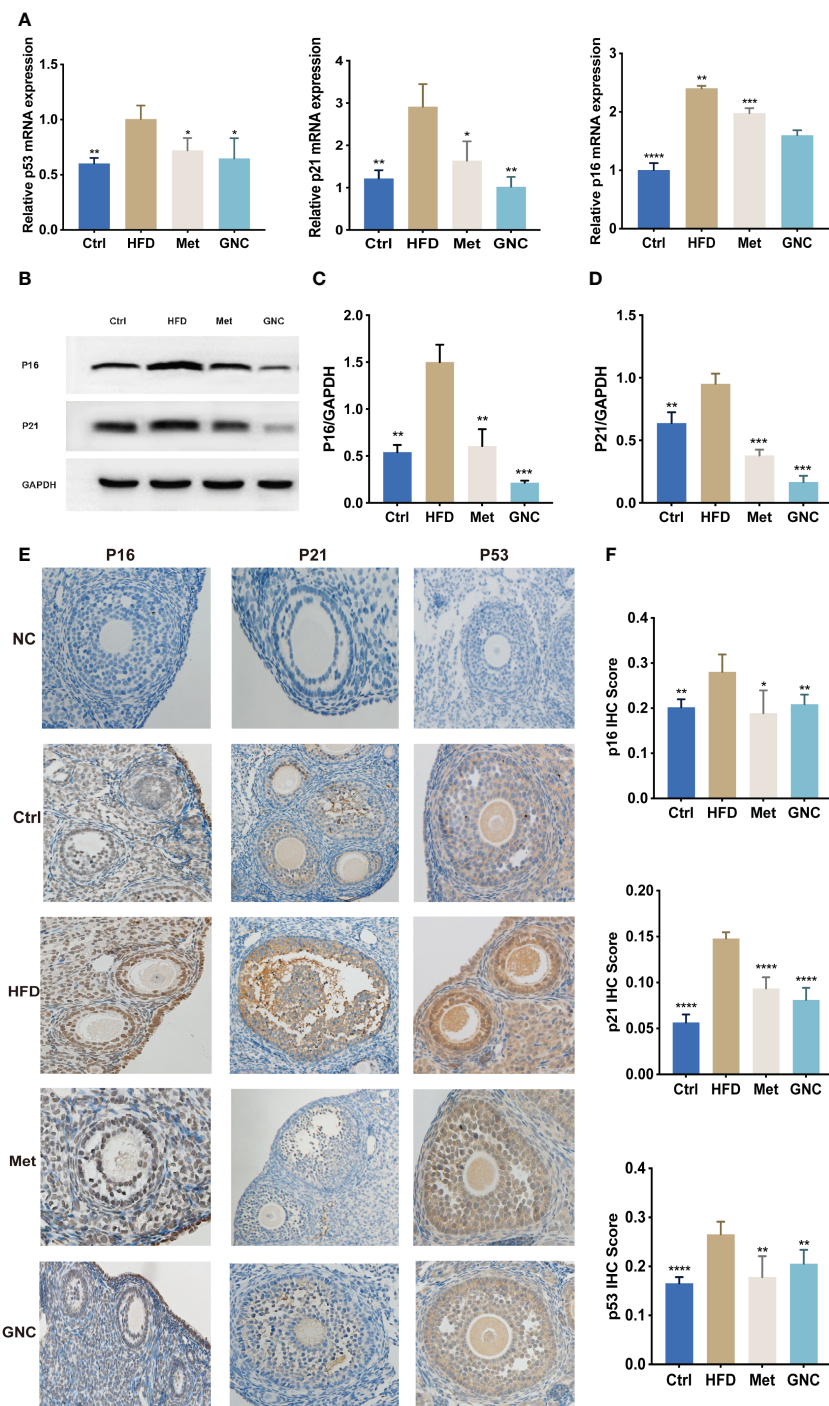 A
Relative p53 mRNA expression
1.5
1.0
0.5
0.0
**
*
*
Ctrl HFD Met GNC
Relative p21 mRNA expression
4
3
2
1
0
**
*
**
Ctrl HFD Met GNC
Relative p16 mRNA expression
3
2
1
0
****
**
***
Ctrl HFD Met GNC
B
Ctrl HFD Met GNC
P16
P21
GAPDH
C
P16/GAPDH
2.0
1.5
1.0
0.5
0.0
**
**
***
Ctrl HFD Met GNC
D
P21/GAPDH
1.5
1.0
0.5
0.0
**
***
***
Ctrl HFD Met GNC
E
P16 P21 P53
NC
Ctrl
HFD
Met
GNC
F
p16 IHC Score
0.4
0.3
0.2
0.1
0.0
**
*
**
Ctrl HFD Met GNC
p21 IHC Score
0.20
0.15
0.10
0.05
0.00
****
****
****
Ctrl HFD Met GNC
p53 IHC Score
0.4
0.3
0.2
0.1
0.0
****
**
**
Ctrl HFD Met GNC